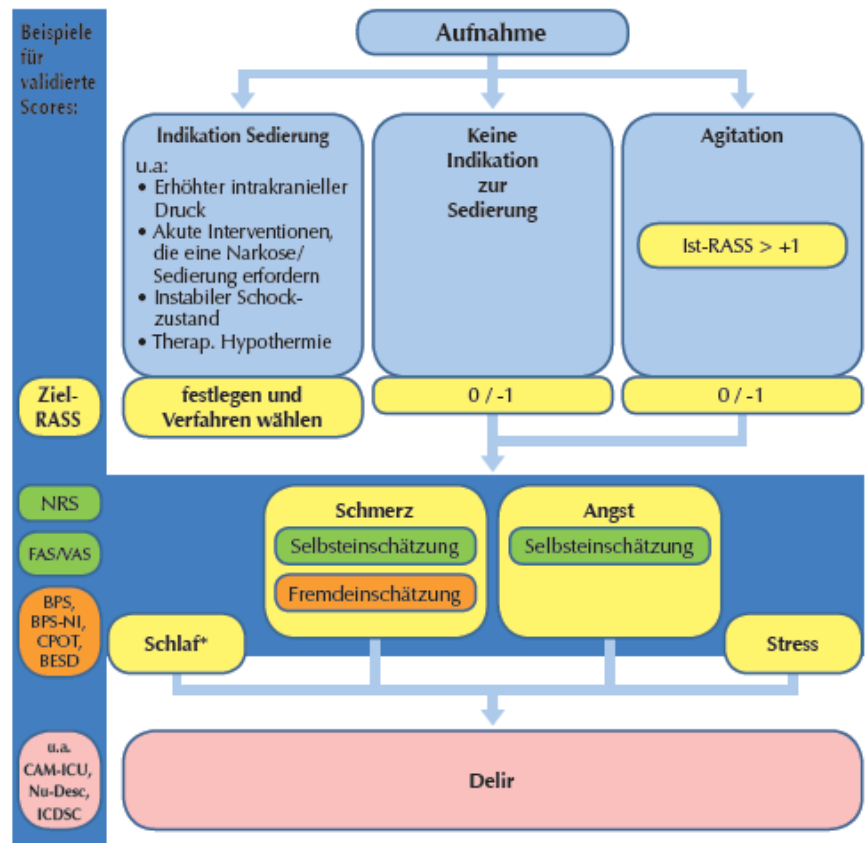 Beispiele
für
validierte
Scores:
Aufnahme
Indikation Sedierung
u.a:
• Erhöhter intrakranieller
Druck
• Akute Interventionen,
die eine Narkose/
Sedierung erfordern
• Instabiler Schock-
zustand
• Therap. Hypothermie
Keine
Indikation
zur
Sedierung
Agitation
Ist-RASS > +1
Ziel-
RASS
festlegen und
Verfahren wählen
0 / -1
0 / -1
NRS
FAS/VAS
BPS,
BPS-NI,
CPOT,
BESD
Schmerz
Selbsteinschätzung
Fremdeinschätzung
Angst
Selbsteinschätzung
Schlaf*
Stress
u.a.
CAM-ICU,
Nu-Desc,
ICDSC
Delir